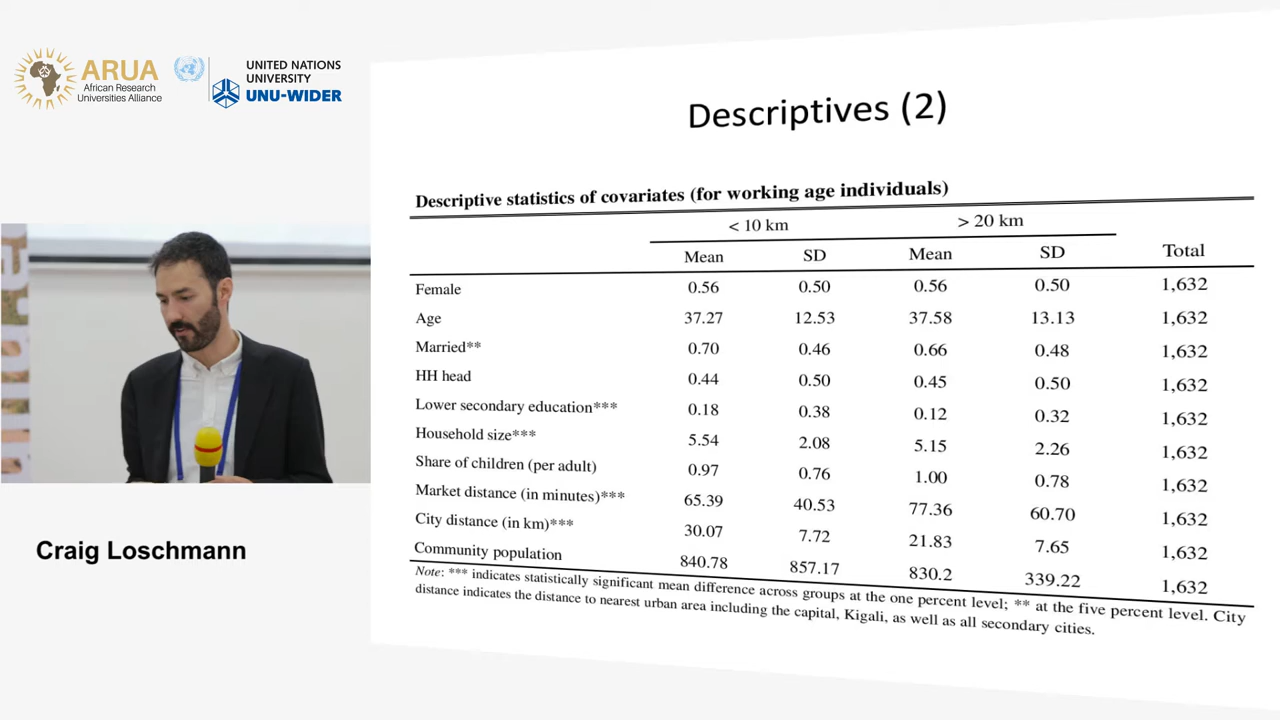 ARUA
African Research
Universities Alliance
UNITED NATIONS
UNIVERSITY
UNU-WIDER
Craig Loschmann
Descriptives (2)
Descriptive statistics of covariates (for working age individuals)
< 10 km > 20 km
Mean SD Mean SD Total
Female 0.56 0.50 0.56 0.50 1,632
Age 37.27 12.53 37.58 13.13 1,632
Married** 0.70 0.46 0.66 0.48 1,632
HH head 0.44 0.50 0.45 0.50 1,632
Lower secondary education*** 0.18 0.38 0.12 0.32 1,632
Household size*** 5.54 2.08 5.15 2.26 1,632
Share of children (per adult) 0.97 0.76 1.00 0.78 1,632
Market distance (in minutes)*** 65.39 40.53 77.36 60.70 1,632
City distance (in km)*** 30.07 7.72 21.83 7.65 1,632
Community population 840.78 857.17 830.2 339.22 1,632
Note: *** indicates statistically significant mean difference across groups at the one percent level; ** at the five percent level. City
distance indicates the distance to nearest urban area including the capital, Kigali, as well as all secondary cities.